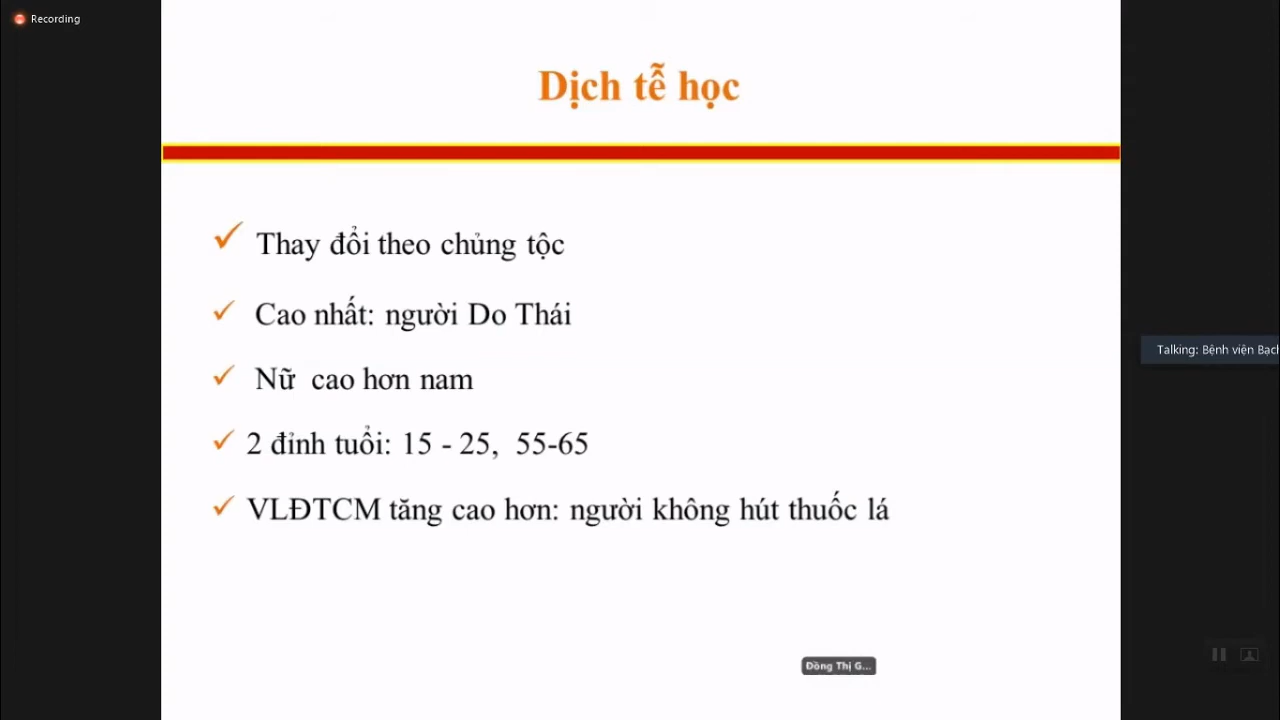 Recording
Dịch tễ học
Thay đổi theo chủng tộc
Cao nhất: người Do Thái
Talking: Bệnh viện Bạch
Nữ cao hơn nam
2 đỉnh tuổi: 15 - 25, 55-65
VLĐTCM tăng cao hơn: người không hút thuốc lá
Đồng Thị G...